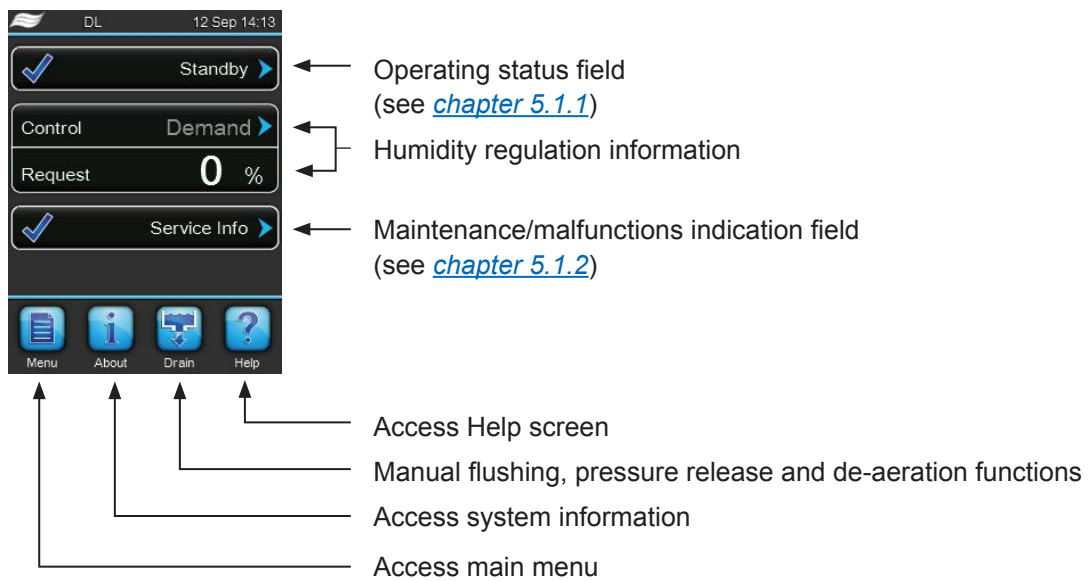 DL 12 Sep 14:13
Standby
Operating status field
(see chapter 5.1.1)
Control Demand
Humidity regulation information
Request 0 %
Service Info
Maintenance/malfunctions indication field
(see chapter 5.1.2)
Menu About Drain Help
Access Help screen
Manual flushing, pressure release and de-aeration functions
Access system information
Access main menu